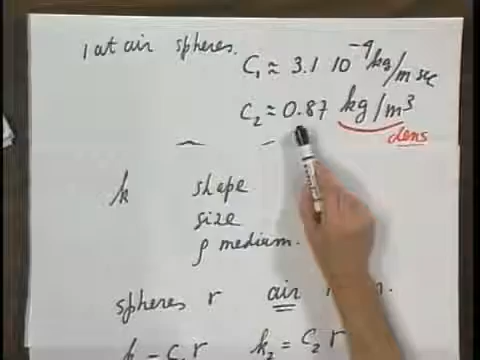 1 at air spheres.
C₁ ≈ 3.1 10⁻⁴ kg/m sec
C₂ ≈ 0.87 kg/m³
dens
k shape
size
ρ medium.
spheres r air
k₂ = C₂ r